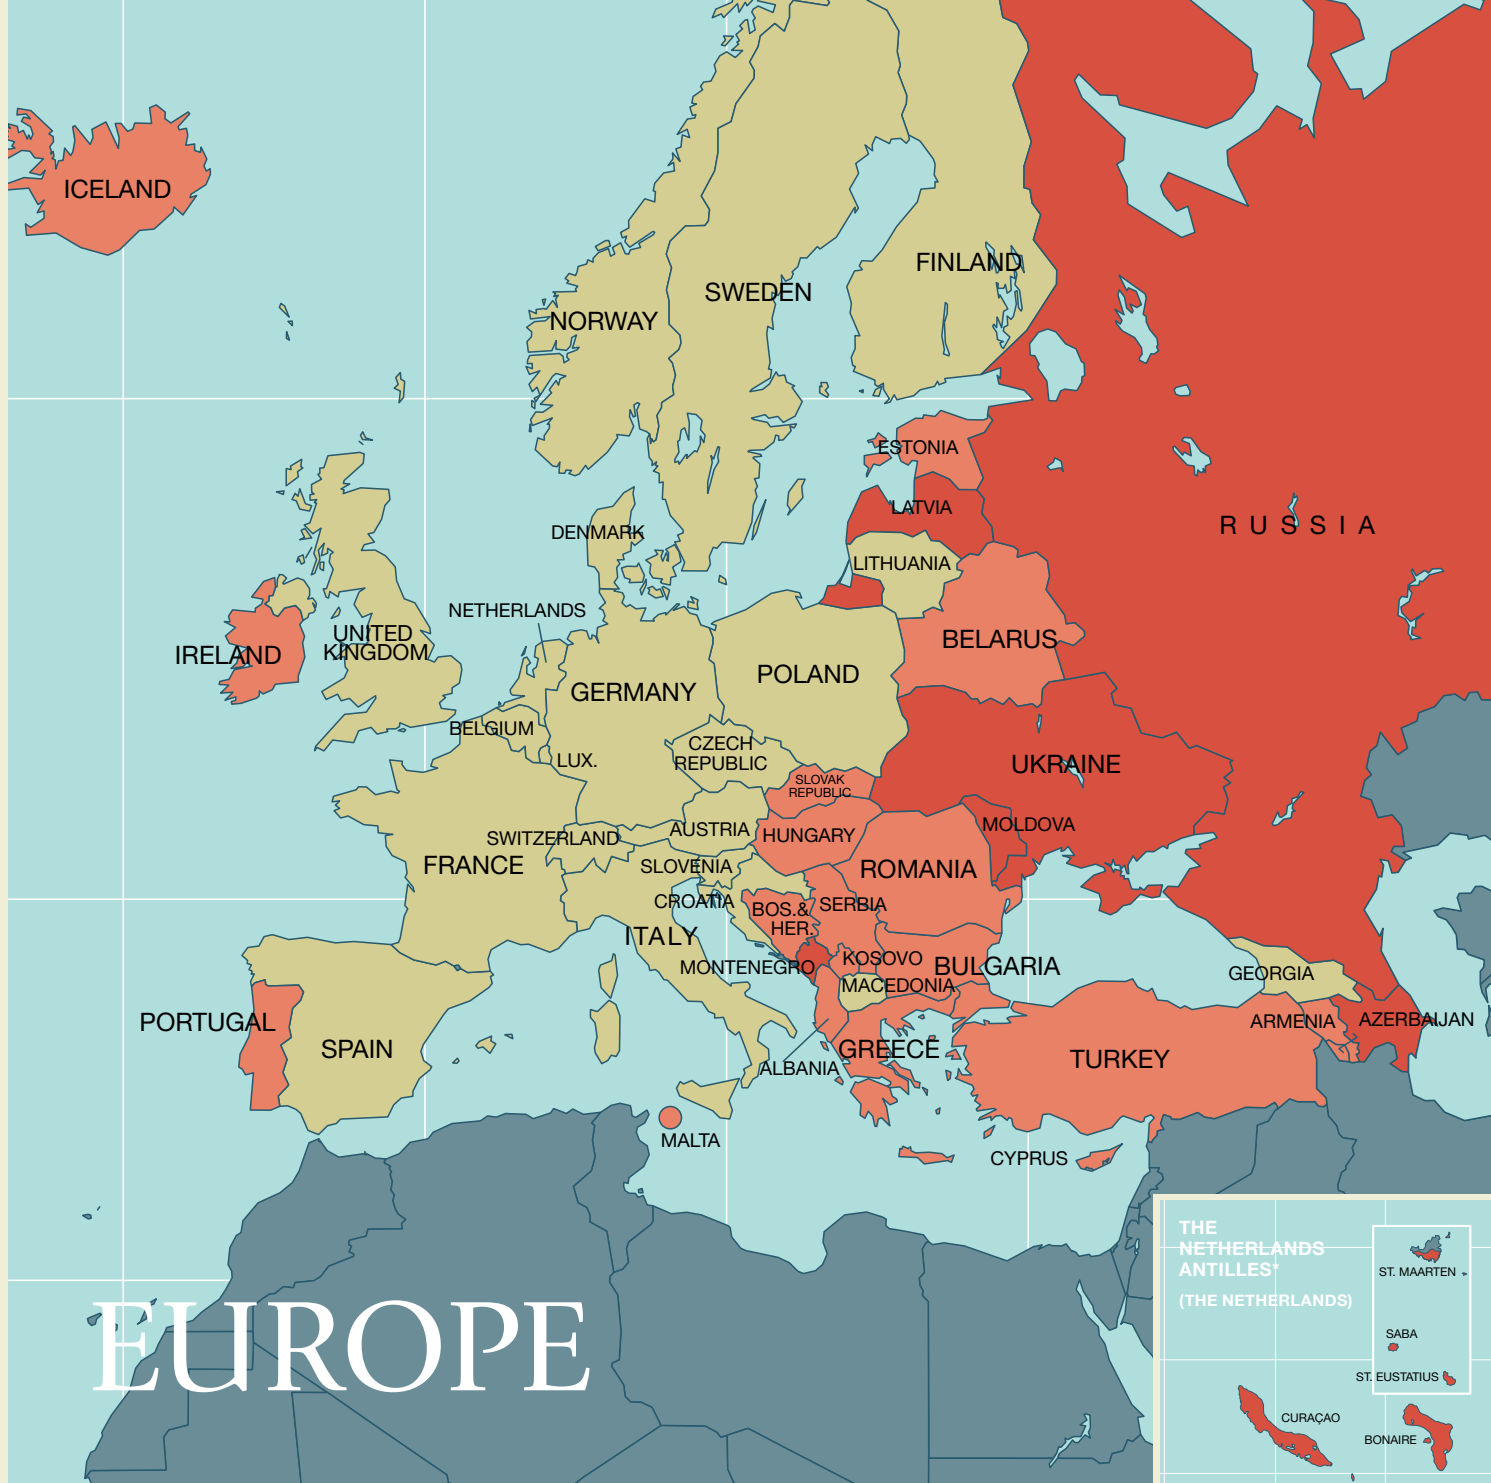 ICELAND
NORWAY
SWEDEN
FINLAND
ESTONIA
LATVIA
LITHUANIA
RUSSIA
DENMARK
NETHERLANDS
UNITED
KINGDOM
IRELAND
BELARUS
GERMANY
POLAND
BELGIUM
LUX.
CZECH
REPUBLIC
SLOVAK
REPUBLIC
UKRAINE
MOLDOVA
SWITZERLAND
AUSTRIA
HUNGARY
FRANCE
SLOVENIA
ROMANIA
CROATIA
BOS.&
HER.
SERBIA
ITALY
MONTENEGRO
KOSOVO
BULGARIA
MACEDONIA
GEORGIA
PORTUGAL
SPAIN
ALBANIA
GREECE
TURKEY
ARMENIA
AZERBAIJAN
MALTA
CYPRUS
EUROPE
THE
NETHERLANDS
ANTILLES*
(THE NETHERLANDS)
ST. MAARTEN
SABA
ST. EUSTATIUS
CURAÇAO
BONAIRE